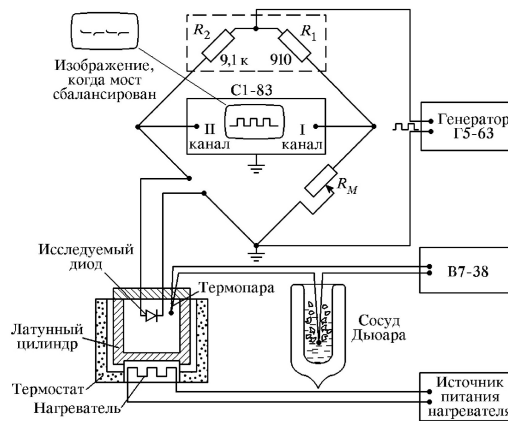 R₂
R₁
9,1 к
910
Изображение,
когда мост
сбалансирован
С1-83
II
канал
I
канал
Генератор
Г5-63
R_M
Исследуемый
диод
Термопара
В7-38
Латунный
цилиндр
Сосуд
Дьюара
Термостат
Нагреватель
Источник
питания
нагревателя